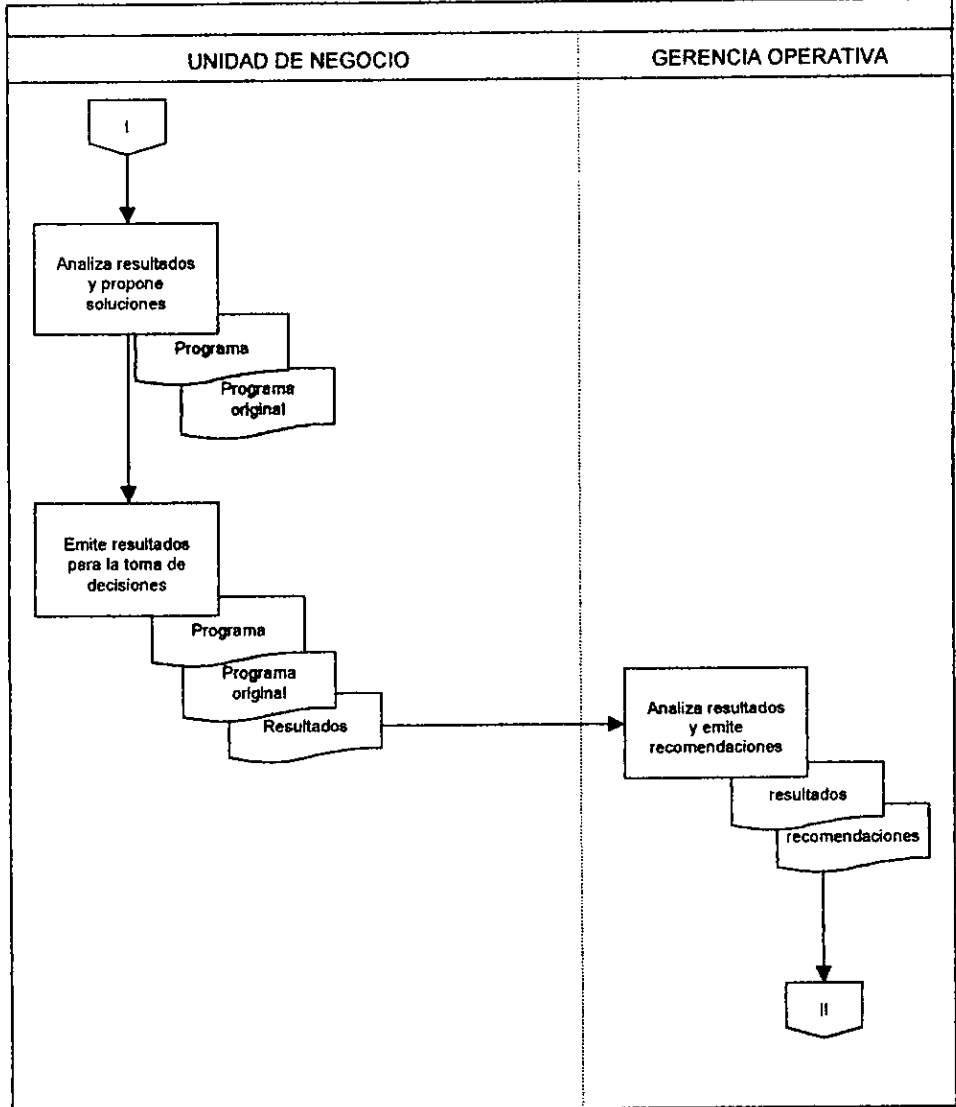 UNIDAD DE NEGOCIO
GERENCIA OPERATIVA
I
Analiza resultados
y propone
soluciones
Programa
Programa
original
Emite resultados
para la toma de
decisiones
Programa
Programa
original
Resultados
Analiza resultados
y emite
recomendaciones
resultados
recomendaciones
II